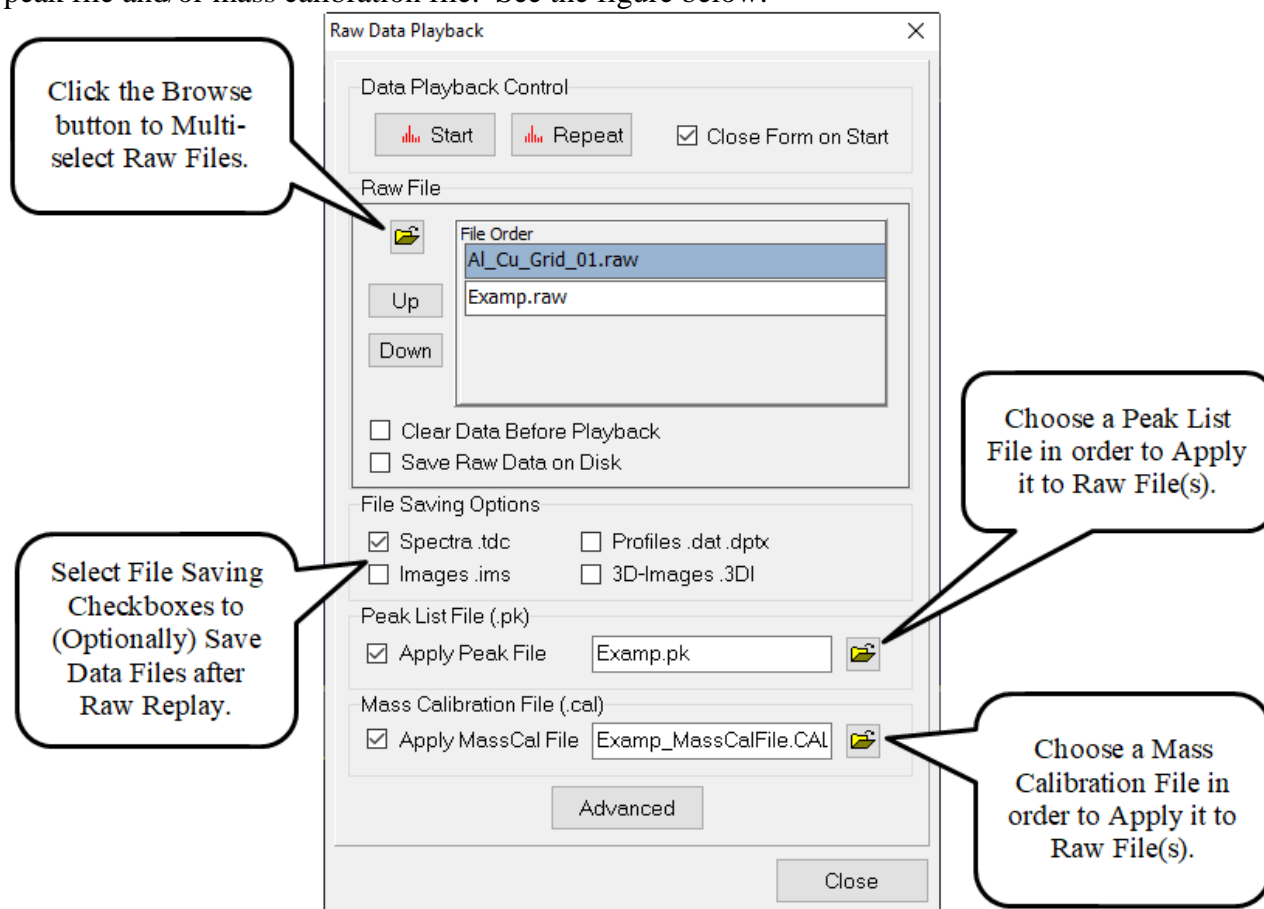 peak file and/or mass calibration file. See the figure below.
Raw Data Playback
Click the Browse
button to Multi-
select Raw Files.
Data Playback Control
Start
Repeat
Close Form on Start
Raw File
File Order
Al_Cu_Grid_01.raw
Up
Examp.raw
Down
Clear Data Before Playback
Save Raw Data on Disk
Choose a Peak List
File in order to Apply
it to Raw File(s).
File Saving Options
Spectra .tdc
Profiles .dat .dptx
Images .ims
3D-Images .3DI
Select File Saving
Checkboxes to
(Optionally) Save
Data Files after
Raw Replay.
Peak List File (.pk)
Apply Peak File
Examp.pk
Mass Calibration File (.cal)
Apply MassCal File
Examp_MassCalFile.CAL
Choose a Mass
Calibration File in
order to Apply it to
Raw File(s).
Advanced
Close